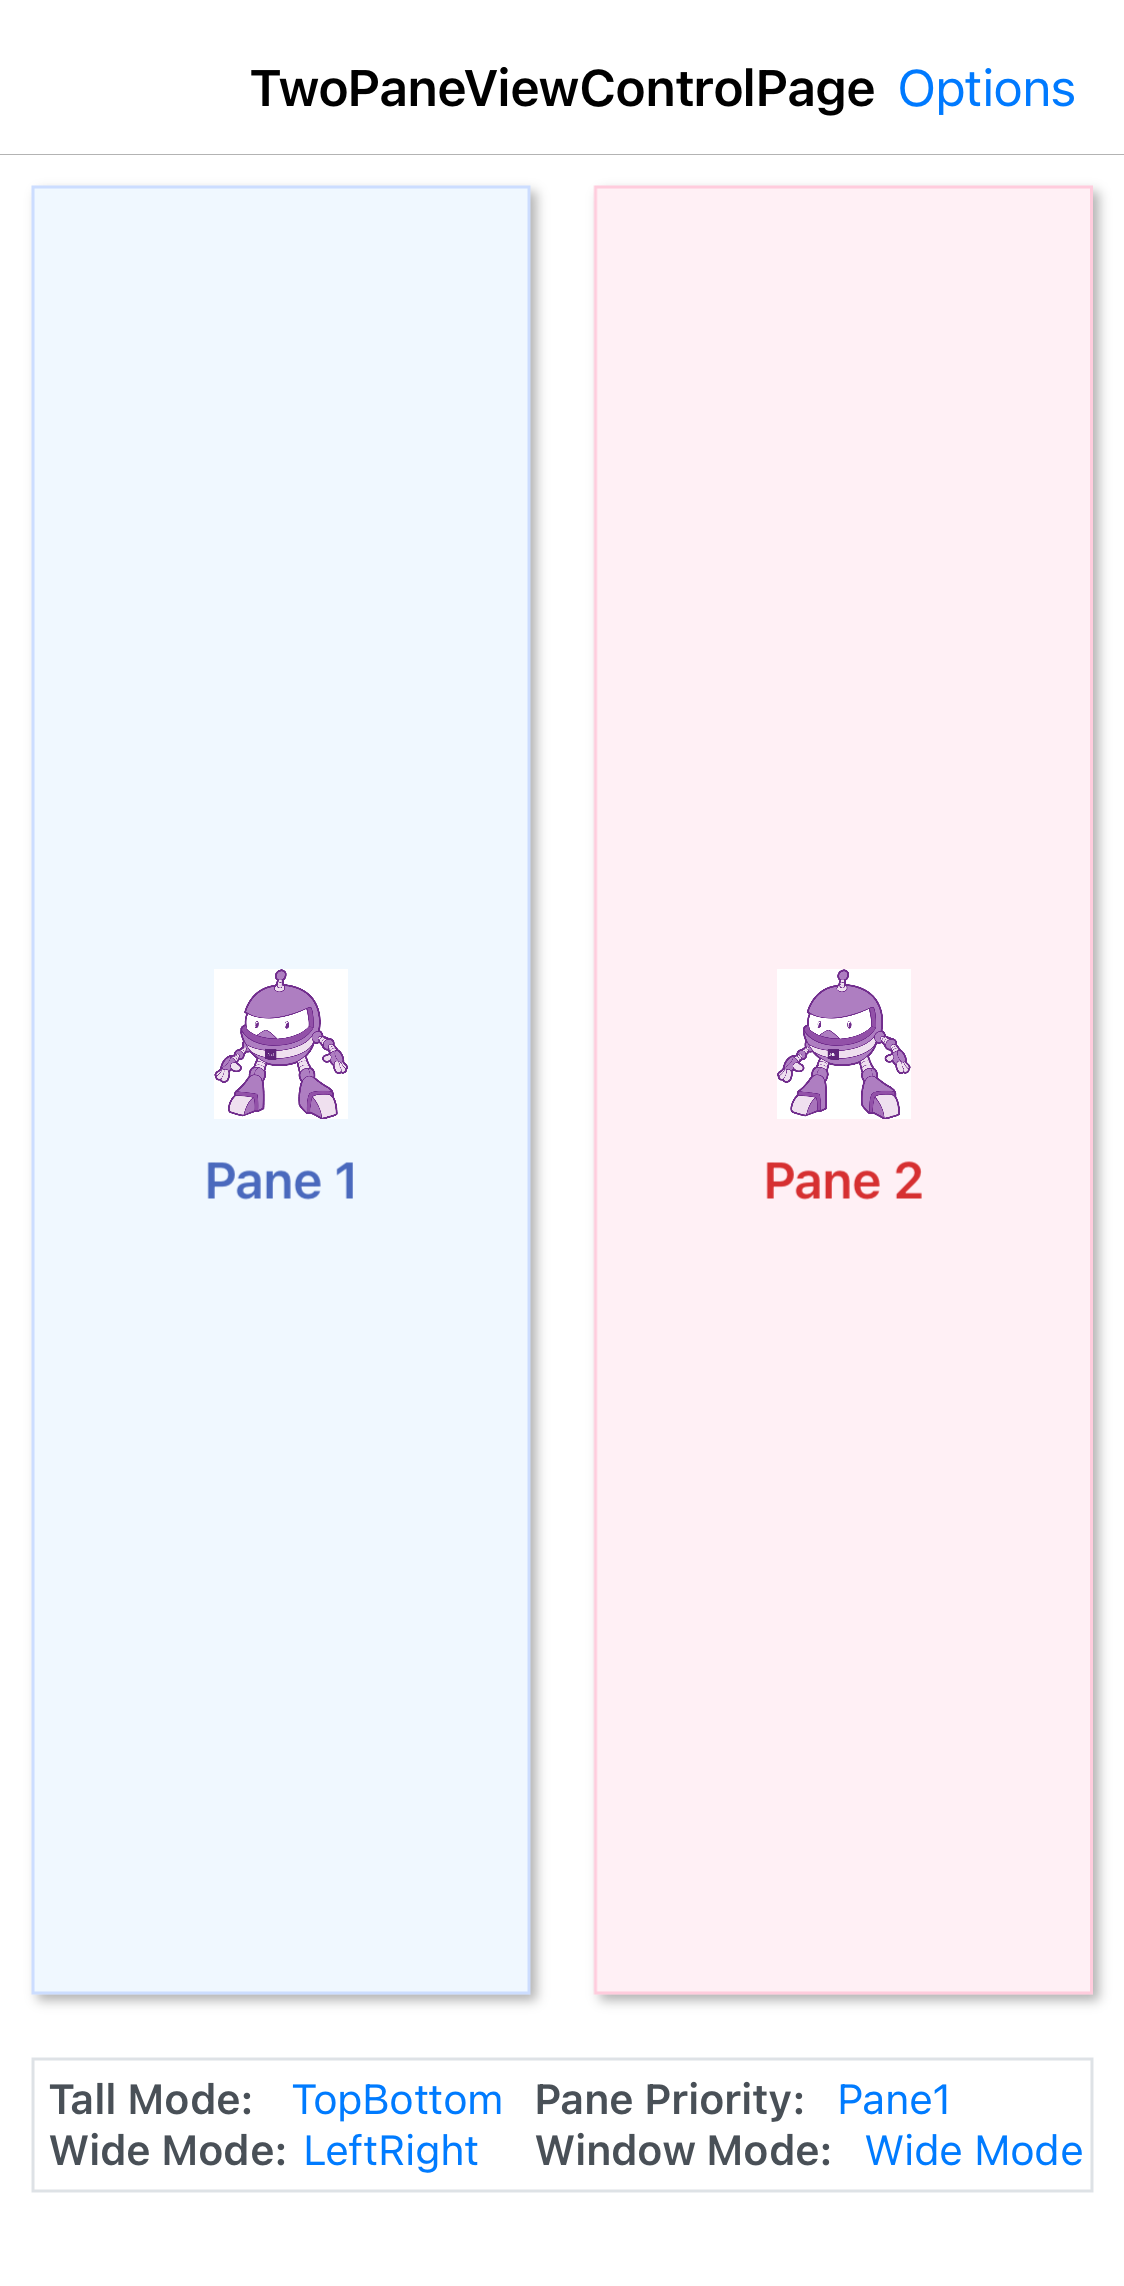 TwoPaneViewControlPage Options
Pane 1
Pane 2
Tall Mode: TopBottom Pane Priority: Pane1
Wide Mode: LeftRight Window Mode: Wide Mode